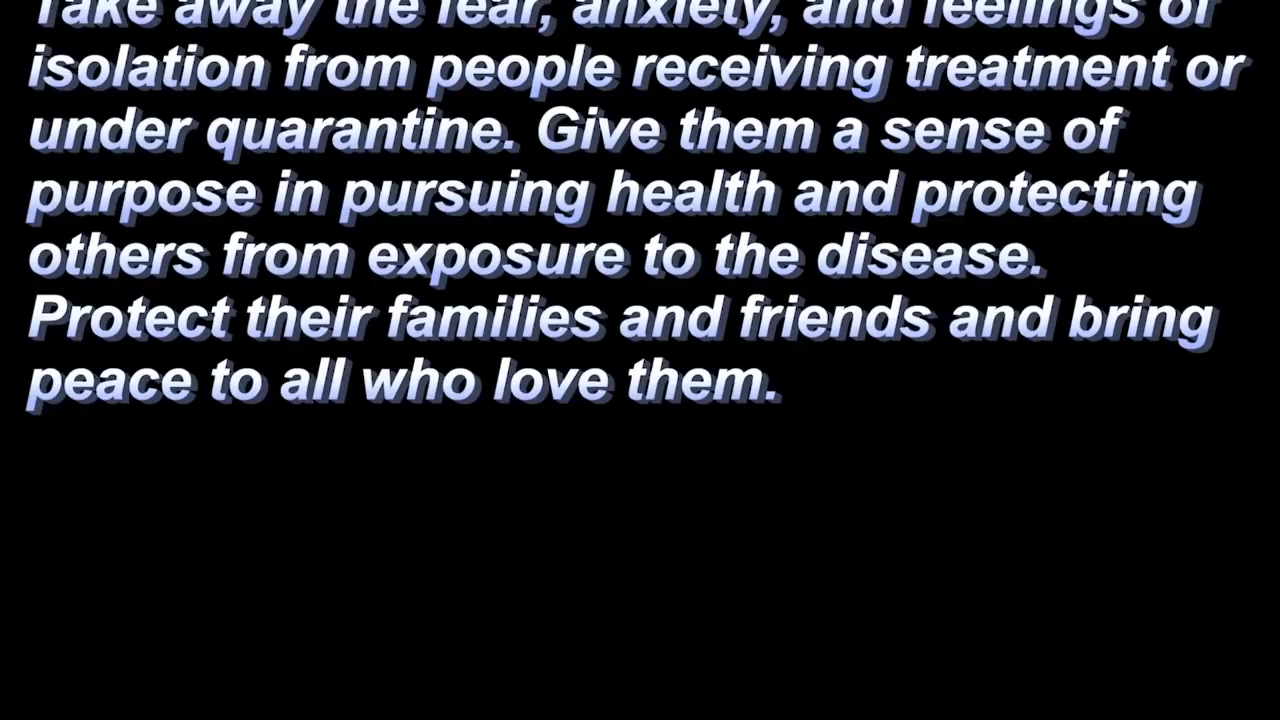 Take away the fear, anxiety, and feelings of
isolation from people receiving treatment or
under quarantine. Give them a sense of
purpose in pursuing health and protecting
others from exposure to the disease.
Protect their families and friends and bring
peace to all who love them.